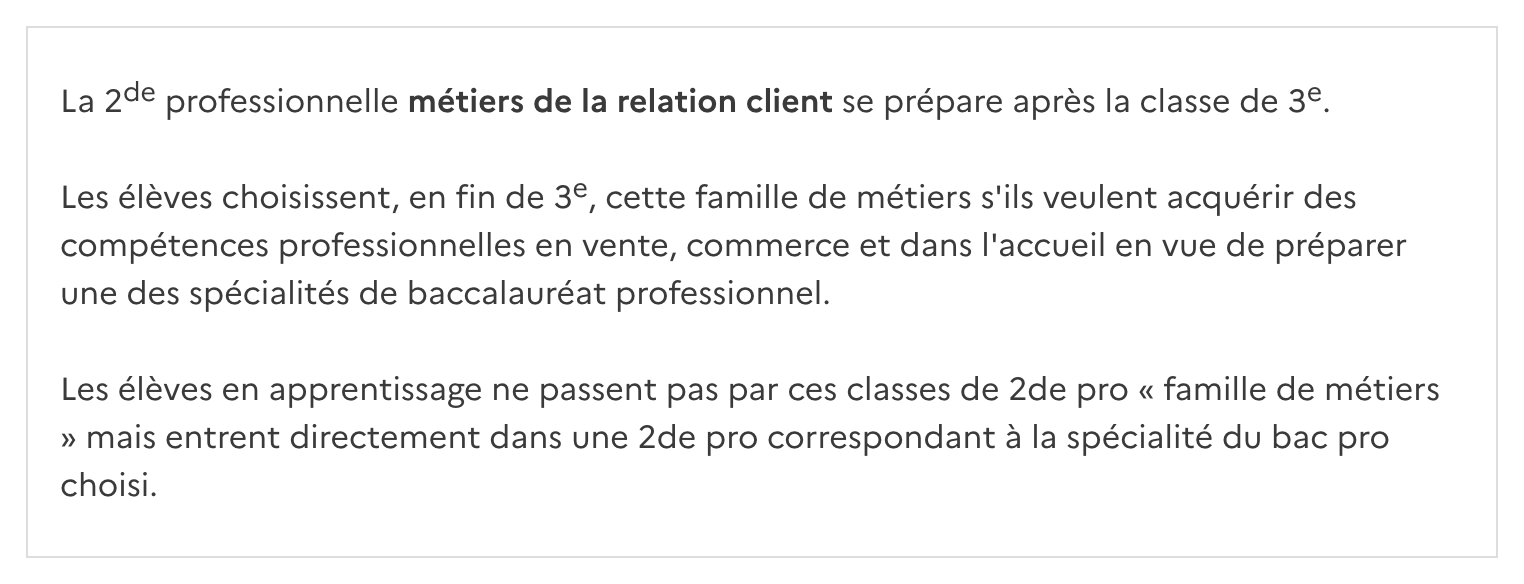 La 2de professionnelle métiers de la relation client se prépare après la classe de 3e.
Les élèves choisissent, en fin de 3e, cette famille de métiers s'ils veulent acquérir des
compétences professionnelles en vente, commerce et dans l'accueil en vue de préparer
une des spécialités de baccalauréat professionnel.
Les élèves en apprentissage ne passent pas par ces classes de 2de pro « famille de métiers
» mais entrent directement dans une 2de pro correspondant à la spécialité du bac pro
choisi.